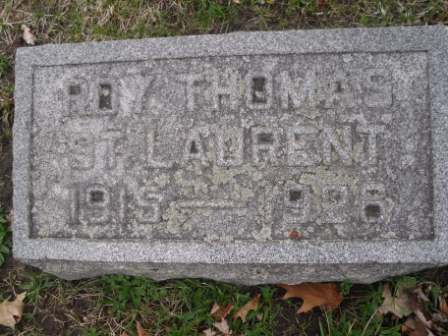 ROY THOMAS
ST. LAURENT
1915 — 1926